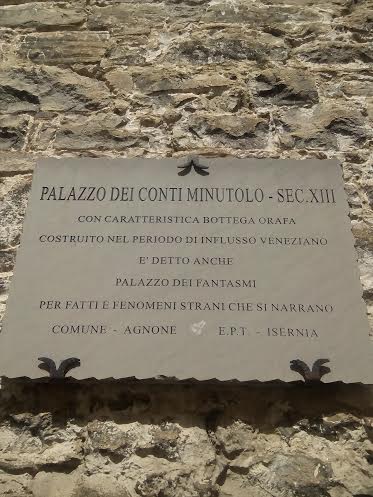 PALAZZO DEI CONTI MINUTOLO - SEC.XIII
CON CARATTERISTICA BOTTEGA ORAFA
COSTRUITO NEL PERIODO DI INFLUSSO VENEZIANO
E' DETTO ANCHE
PALAZZO DEI FANTASMI
PER FATTI E FENOMENI STRANI CHE SI NARRANO
COMUNE - AGNONE E.P.T. - ISERNIA